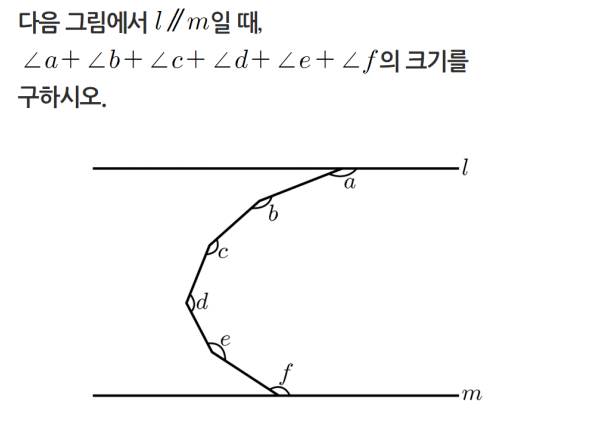 다음 그림에서 l∥m일 때,
∠a+ ∠b+ ∠c+ ∠d+ ∠e+ ∠f의 크기를
구하시오.
l
a
b
c
d
e
f
m